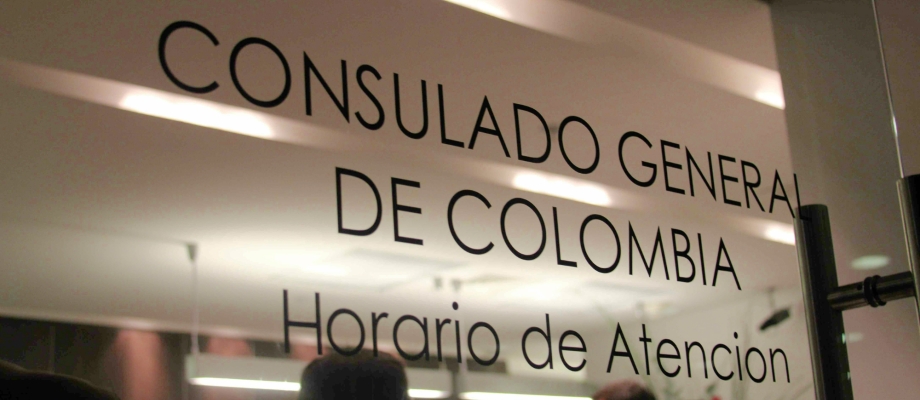 CONSULADO GENERAL
DE COLOMBIA
Horario de Atencion